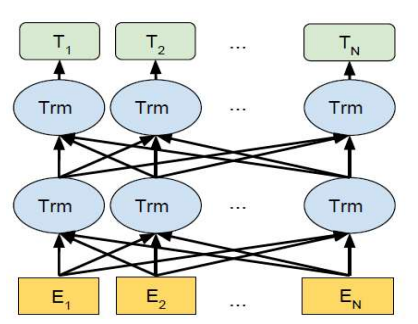 T1 T2 ... TN
Trm Trm ... Trm
Trm Trm ... Trm
E1 E2 ... EN